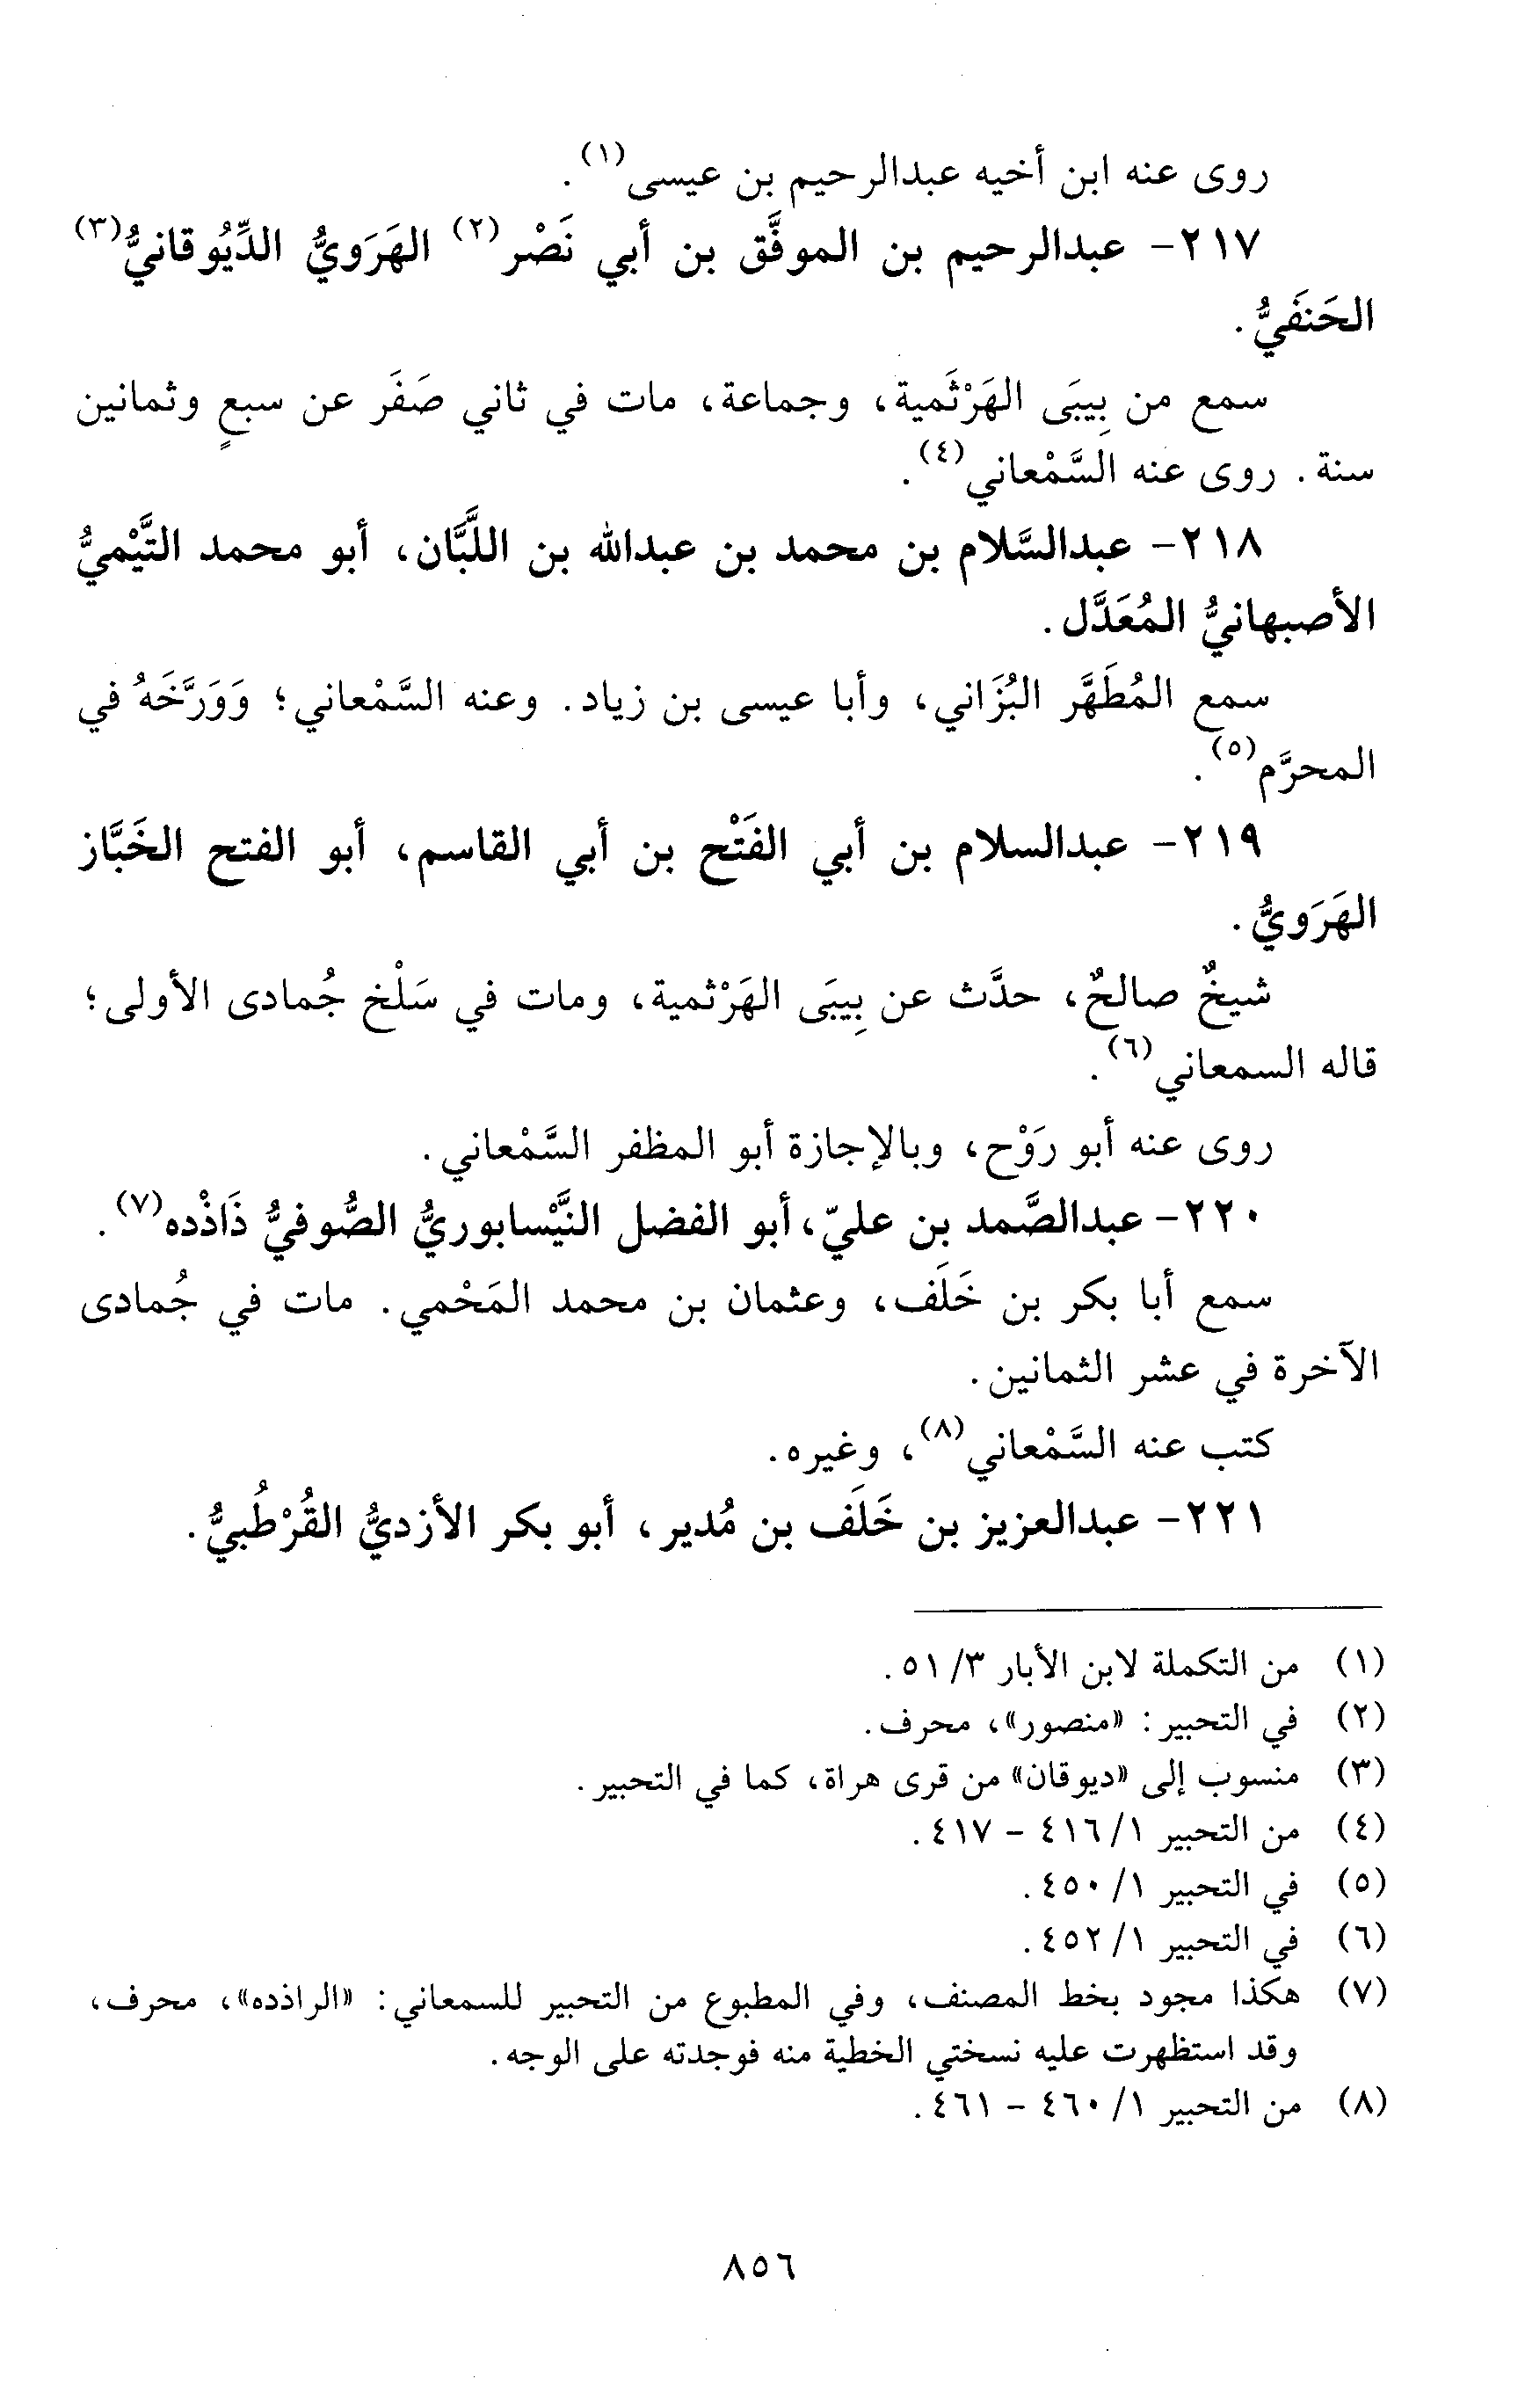 روى عنه ابن أخيه عبدالرحيم بن عيسى(١).
٢١٧- عبدالرحيم بن الموفَّق بن أبي نَصْر(٢) الهَرَويُّ الدِّيُوقانيُّ(٣)
الحَنَفيُّ.
سمع من بِيبَى الهَرْثَمية، وجماعة، مات في ثاني صَفَر عن سبعٍ وثمانين
سنة. روى عنه السَّمْعاني(٤).
٢١٨- عبدالسَّلام بن محمد بن عبدالله بن اللَّبَّان، أبو محمد التَّيْميُّ
الأصبهانيُّ المُعَدَّل.
سمع المُطَهَّر البُزَاني، وأبا عيسى بن زياد. وعنه السَّمْعاني؛ وَوَرَّخَهُ في
المحرَّم(٥).
٢١٩- عبدالسلام بن أبي الفَتْح بن أبي القاسم، أبو الفتح الخَبَّاز
الهَرَويُّ.
شيخٌ صالحٌ، حدَّث عن بِيبَى الهَرْثمية، ومات في سَلْخ جُمادى الأولى؛
قاله السمعاني(٦).
روى عنه أبو رَوْح، وبالإجازة أبو المظفر السَّمْعاني.
٢٢٠- عبدالصَّمد بن عليّ، أبو الفضل النَّيْسابوريُّ الصُّوفيُّ ذَاذْده(٧).
سمع أبا بكر بن خَلَف، وعثمان بن محمد المَحْمي. مات في جُمادى
الآخرة في عشر الثمانين.
كتب عنه السَّمْعاني(٨)، وغيره.
٢٢١- عبدالعزيز بن خَلَف بن مُدير، أبو بكر الأزديُّ القُرْطُبيُّ.
(١) من التكملة لابن الأبار ٣/ ٥١.
(٢) في التحبير: «منصور»، محرف.
(٣) منسوب إلى «ديوقان» من قرى هراة، كما في التحبير.
(٤) من التحبير ١/ ٤١٦ - ٤١٧.
(٥) في التحبير ١/ ٤٥٠.
(٦) في التحبير ١/ ٤٥٢.
(٧) هكذا مجود بخط المصنف، وفي المطبوع من التحبير للسمعاني: «الراذده»، محرف،
وقد استظهرت عليه نسختي الخطية منه فوجدته على الوجه.
(٨) من التحبير ١/ ٤٦٠ - ٤٦١.
٨٥٦